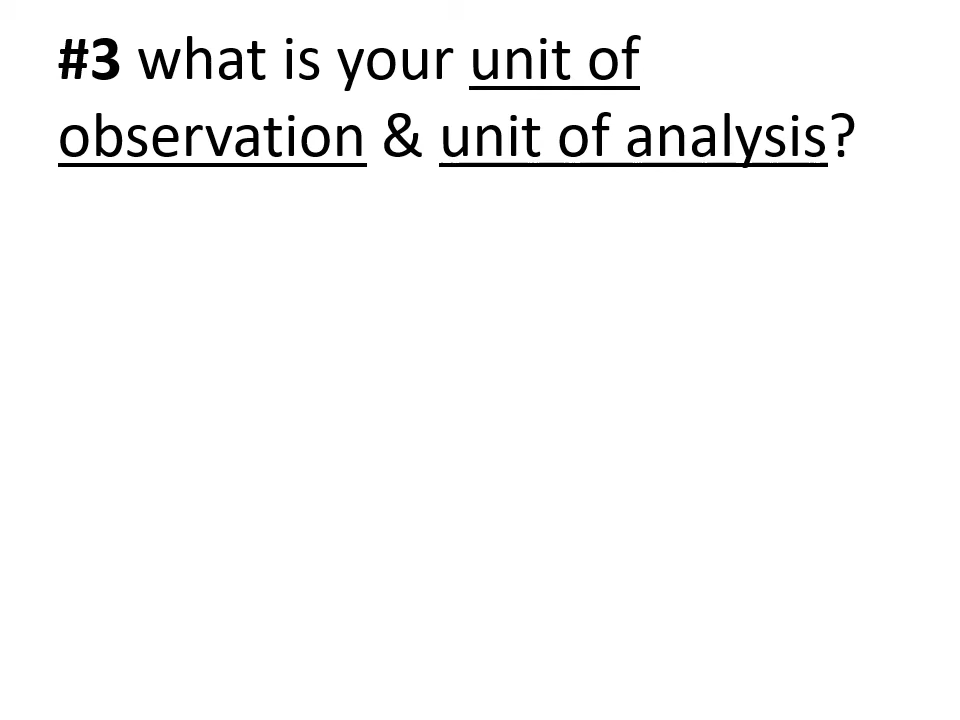 #3 what is your unit of
observation & unit of analysis?